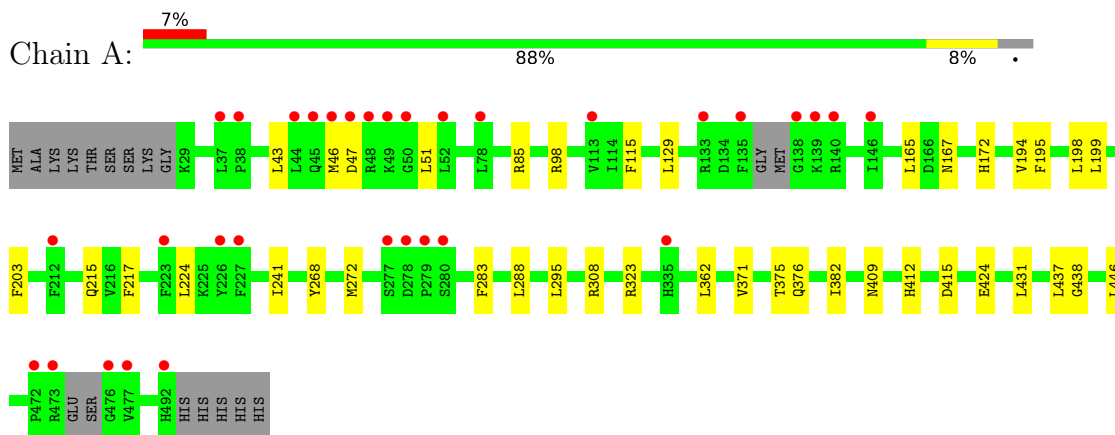 7%
Chain A:
88% 8% •
MET ALA LYS LYS THR SER SER LYS GLY K29 L37 P38 L43 L44 Q45 M46 D47 R48 K49 G50 L51 L52 L78 R85 R98 V113 I114 F115 L129 R133 D134 F135 GLY MET G138 K139 R140 I146 L165 D166 N167 H172 V194 F195 L198 L199
F203 F212 Q215 V216 F217 F223 L224 K225 Y226 F227 I241 Y268 M272 S277 D278 P279 S280 F283 L288 L295 R308 R323 H335 L362 V371 T375 Q376 I382 N409 H412 D415 E424 L431 L437 G438 L446
P472 R473 GLU SER G476 V477 H492 HIS HIS HIS HIS HIS